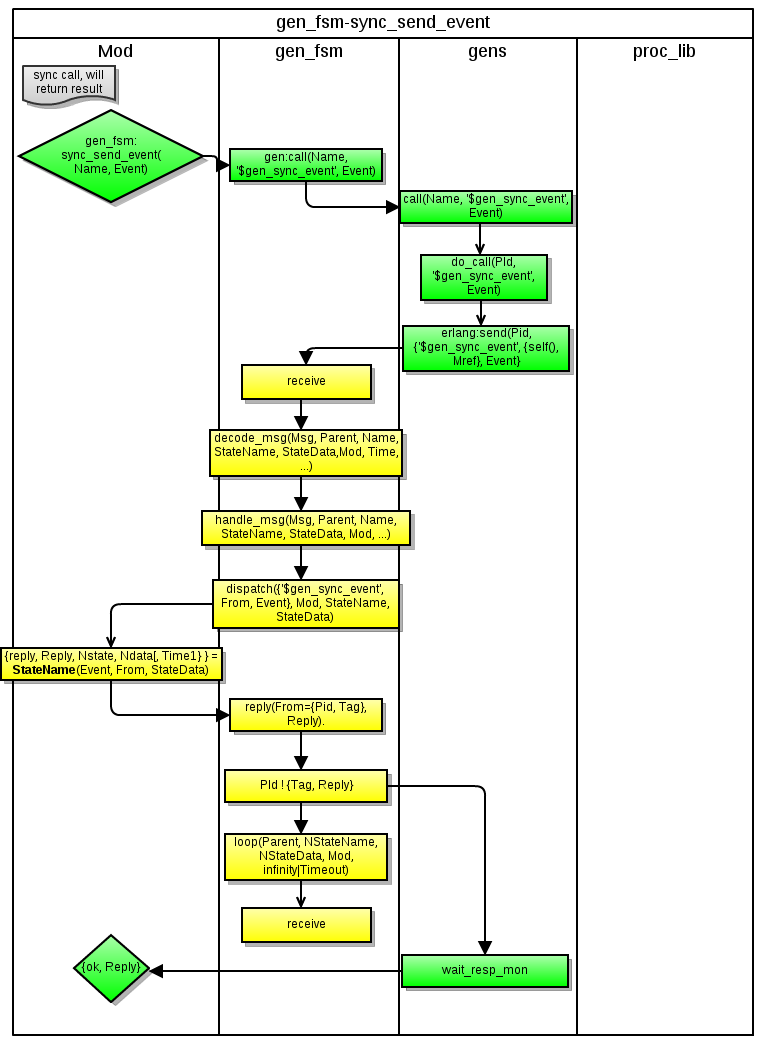 gen_fsm-sync_send_event
Mod
gen_fsm
gens
proc_lib
sync call, will
return result
gen_fsm:
sync_send_event(
Name, Event)
gen:call(Name,
'$gen_sync_event', Event)
call(Name, '$gen_sync_event',
Event)
do_call(PId,
'$gen_sync_event',
Event)
erlang:send(Pid,
{'$gen_sync_event', {self(),
Mref}, Event}
receive
decode_msg(Msg, Parent, Name,
StateName, StateData,Mod, Time,
...)
handle_msg(Msg, Parent, Name,
StateName, StateData, Mod, ...)
dispatch({'$gen_sync_event',
From, Event}, Mod, StateName,
StateData)
{reply, Reply, Nstate, Ndata[, Time1} } =
StateName(Event, From, StateData)
reply(From={Pid, Tag},
Reply).
PId ! {Tag, Reply}
loop(Parent, NStateName,
NStateData, Mod,
infinity|Timeout)
receive
{ok, Reply}
wait_resp_mon